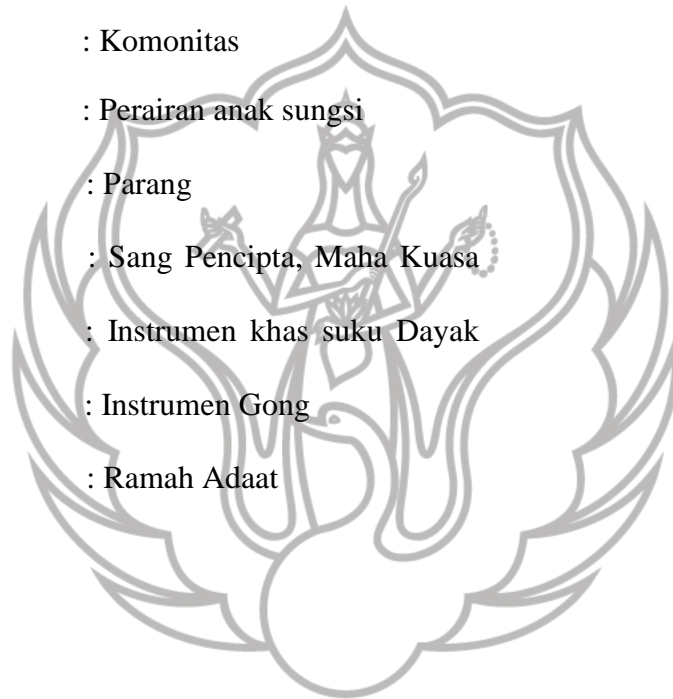 : Komonitas
: Perairan anak sungsi
: Parang
: Sang Pencipta, Maha Kuasa
: Instrumen khas suku Dayak
: Instrumen Gong
: Ramah Adaat